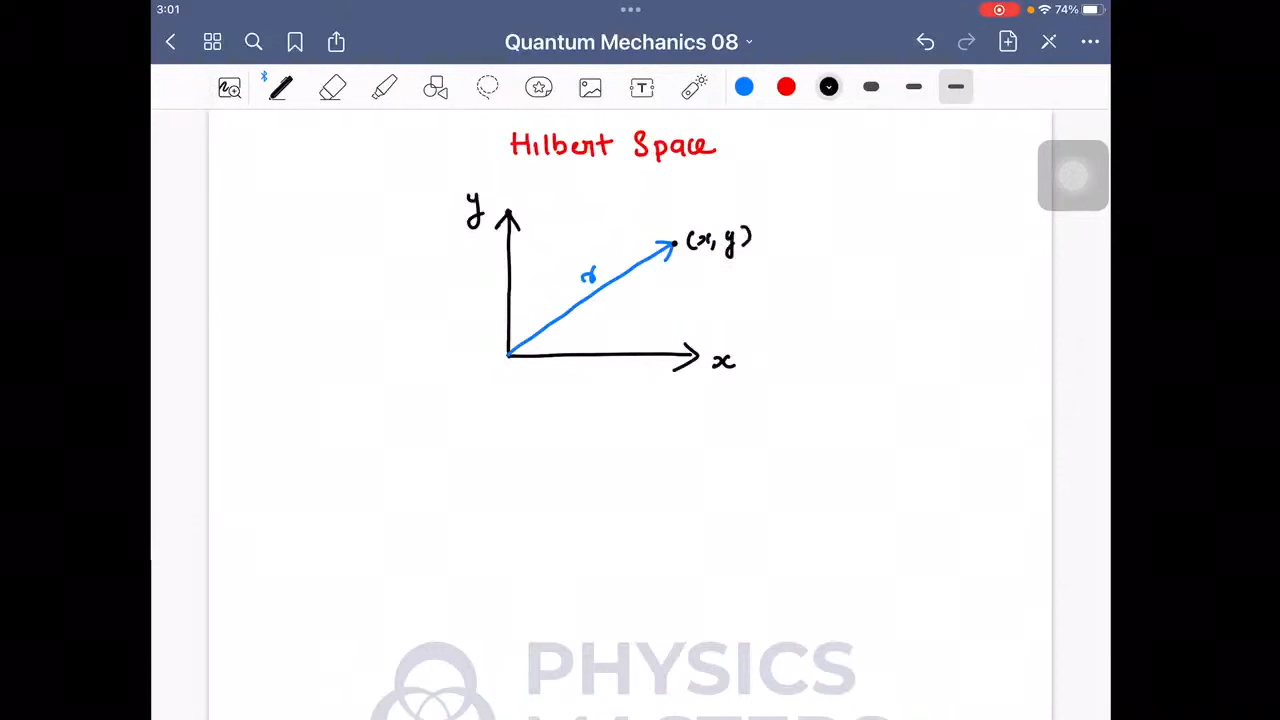 3:01
74%
Quantum Mechanics 08
T
Hilbert Space
y
(x, y)
r
x
PHYSICS